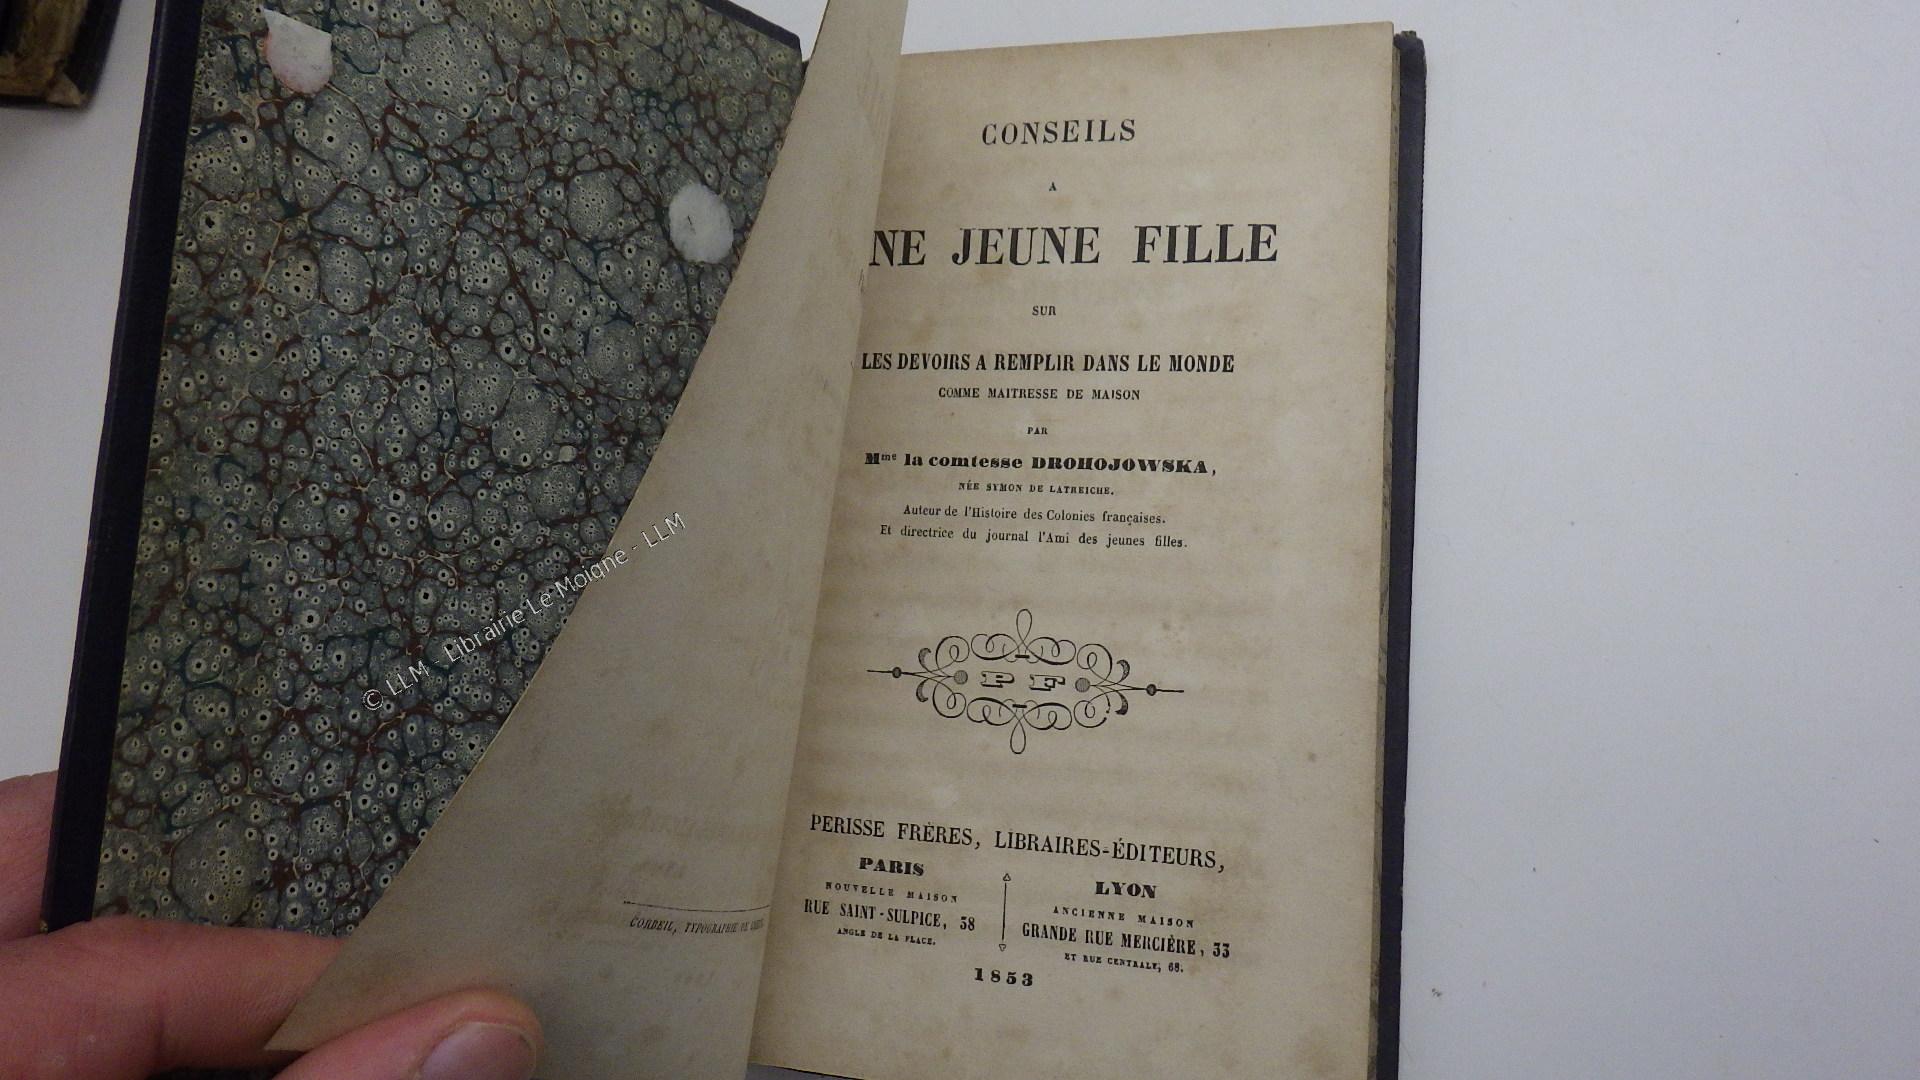 CONSEILS
A
NE JEUNE FILLE
SUR
LES DEVOIRS A REMPLIR DANS LE MONDE
COMME MAITRESSE DE MAISON
PAR
Mme la comtesse DROHOJOWSKA,
NÉE SYMON DE LATREICHE.
Auteur de l'Histoire des Colonies françaises.
Et directrice du journal l'Ami des jeunes filles.
P F
PERISSE FRÈRES, LIBRAIRES-ÉDITEURS,
PARIS
NOUVELLE MAISON
RUE SAINT-SULPICE, 38
ANGLE DE LA PLACE.
LYON
ANCIENNE MAISON
GRANDE RUE MERCIÈRE, 33
ET RUE CENTRALE, 68.
1853
CORBEIL, TYPOGRAPHIE DE
© LLM - Librairie Le Moigne - LLM